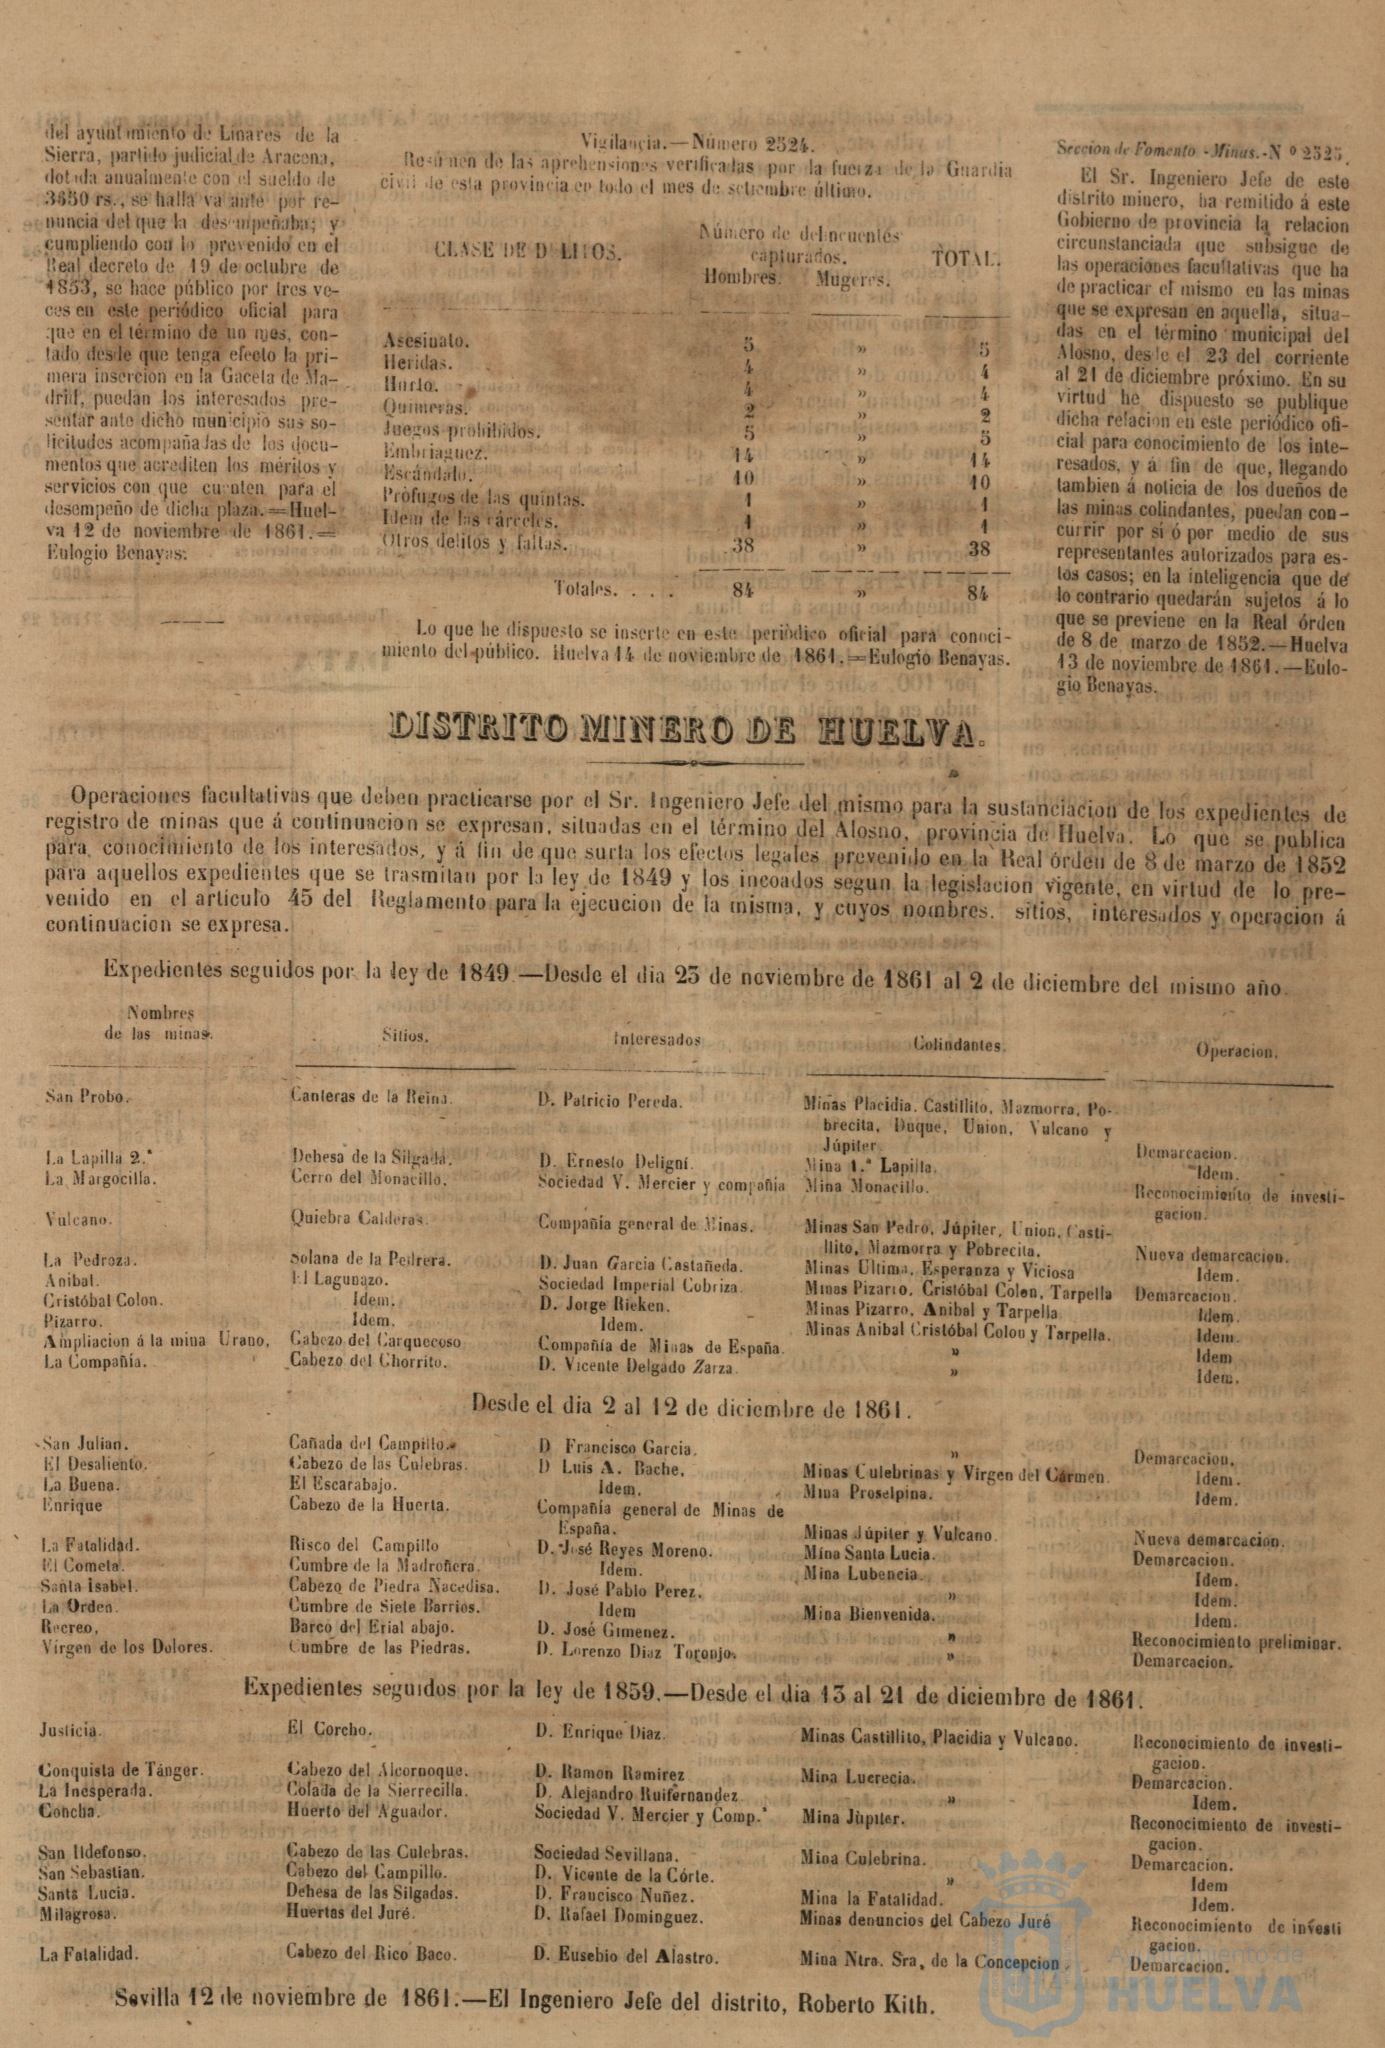 del ayuntimiento de Linares de la
Sierra, partido judicial de Aracena,
dotada anualmente con el sueldo de
3650 rs., se halla va ante por re-
nuncia del que la desempeñaba; y
cumpliendo con lo prevenido en el
Real decreto de 19 de octubre de
1853, se hace público por tres ve-
ces en este periódico oficial para
que en el término de un mes, con-
tado desde que tenga efecto la pri-
mera insercion en la Gaceta de Ma-
drid, puedan los interesados pre-
sentar ante dicho municipio sus so-
licitudes acompañadas de los docu-
mentos que acrediten los méritos y
servicios con que cuenten para el
desempeño de dicha plaza.=Huel-
va 12 de noviembre de 1861.=
Eulogio Benayas.
Vigilancia.—Número 2524.
Resúmen de las aprehensiones verificadas por la fuerza de la Guardia
civil de esta provincia en todo el mes de setiembre último.
CLASE DE DELITOS. Número de delincuentes capturados. TOTAL.
Hombres. Mugeres.
Asesinato. 5 » 5
Heridas. 4 » 4
Hurto. 4 » 4
Quimeras. 2 » 2
Juegos prohibidos. 5 » 5
Embriaguez. 14 » 14
Escándalo. 10 » 10
Prófugos de las quintas. 1 » 1
Idem de las cárceles. 1 » 1
Otros delitos y faltas. 38 » 38
Totales. . . . 84 » 84
Lo que he dispuesto se inserte en este periòdico oficial para conoci-
miento del público. Huelva 14 de noviembre de 1861.=Eulogio Benayas.
Seccion de Fomento -Minas.-N º 2525.
El Sr. Ingeniero Jefe de este
distrito minero, ha remitido á este
Gobierno de provincia la relacion
circunstanciada que subsigue de
las operaciones facultativas que ha
de practicar el mismo en las minas
que se expresan en aquella, situa-
das en el término municipal del
Alosno, desde el 23 del corriente
al 21 de diciembre próximo. En su
virtud he dispuesto se publique
dicha relacion en este periódico ofi-
cial para conocimiento de los inte-
resados, y á fin de que, llegando
tambien á noticia de los dueños de
las minas colindantes, puedan con-
currir por sí ó por medio de sus
representantes autorizados para es-
tos casos; en la inteligencia que de
lo contrario quedarán sujetos á lo
que se previene en la Real órden
de 8 de marzo de 1852.—Huelva
13 de noviembre de 1861.—Eulo-
gio Benayas.
DISTRITO MINERO DE HUELVA.
Operaciones facultativas que deben practicarse por el Sr. Ingeniero Jefe del mismo para la sustanciacion de los expedientes de
registro de minas que á continuacion se expresan, situadas en el término del Alosno, provincia de Huelva. Lo que se publica
para conocimiento de los interesados, y á fin de que surta los efectos legales prevenido en la Real órden de 8 de marzo de 1852
para aquellos expedientes que se trasmitan por la ley de 1849 y los incoados segun la legislacion vigente, en virtud de lo pre-
venido en el artículo 45 del Reglamento para la ejecucion de la misma, y cuyos nombres, sitios, interesados y operacion á
continuacion se expresa.
Expedientes seguidos por la ley de 1849.—Desde el dia 23 de noviembre de 1861 al 2 de diciembre del mismo año.
Nombres
de las minas. Sitios. Interesados Colindantes. Operacion.
San Probo. Canteras de la Reina. D. Patricio Pereda. Minas Placidia, Castillito, Mazmorra, Po-
brecita, Duque, Union, Vulcano y
Júpiter. Demarcacion.
La Lapilla 2.ª Dehesa de la Silgada. D. Ernesto Deligní. Mina 1.ª Lapilla. Idem.
La Margocilla. Cerro del Monacillo. Sociedad V. Mercier y compañia Mina Monacillo. Reconocimiento de investi-
gacion.
Vulcano. Quiebra Calderas. Compañia general de Minas. Minas San Pedro, Júpiter, Union, Casti-
llito, Mazmorra y Pobrecita. Nueva demarcacion.
La Pedroza. Solana de la Pedrera. D. Juan Garcia Castañeda. Minas Ultima, Esperanza y Viciosa Idem.
Anibal. El Lagunazo. Sociedad Imperial Cobriza. Minas Pizarro, Cristóbal Colon, Tarpella Demarcacion.
Cristóbal Colon. Idem. D. Jorge Rieken. Minas Pizarro, Anibal y Tarpella Idem.
Pizarro. Idem. Idem. Minas Anibal Cristóbal Colon y Tarpella. Idem.
Ampliacion á la mina Urano, Cabezo del Carquecoso Compañía de Minas de España. » Idem
La Compañia. Cabezo del Chorrito. D. Vicente Delgado Zarza. » Idem.
Desde el dia 2 al 12 de diciembre de 1861.
San Julian. Cañada del Campillo. D Francisco Garcia. » Demarcacion.
El Desaliento. Cabezo de las Culebras. D Luis A. Bache. Minas Culebrinas y Virgen del Cármen. Idem.
La Buena. El Escarabajo. Idem. Mina Proselpina. Idem.
Enrique Cabezo de la Huerta. Compañía general de Minas de
España. Minas Júpiter y Vulcano. Nueva demarcacion.
La Fatalidad. Risco del Campillo D. José Reyes Moreno. Mina Santa Lucia. Demarcacion.
El Cometa. Cumbre de la Madroñera. Idem. Mina Lubencia. Idem.
Santa Isabel. Cabezo de Piedra Nacedisa. D. José Pablo Perez. » Idem.
La Orden. Cumbre de Siete Barrios. Idem Mina Bienvenida. Idem.
Recreo, Barco del Erial abajo. D. José Gimenez. » Reconocimiento preliminar.
Vírgen de los Dolores. Cumbre de las Piedras. D. Lorenzo Diaz Toronjo. » Demarcacion.
Expedientes seguidos por la ley de 1859.—Desde el dia 13 al 21 de diciembre de 1861.
Justicia. El Corcho. D. Enrique Diaz. Minas Castillito, Placidia y Vulcano. Reconocimiento de investi-
gacion.
Conquista de Tánger. Cabezo del Alcornoque. D. Ramon Ramirez Mina Lucrecia. Demarcacion.
La Inesperada. Colada de la Sierrecilla. D. Alejandro Ruifernandez » Idem.
Concha. Huerto del Aguador. Sociedad V. Mercier y Comp.ª Mina Jùpiter. Reconocimiento de investi-
gacion.
San Ildefonso. Cabezo de las Culebras. Sociedad Sevillana. Mina Culebrina. Demarcacion.
San Sebastian. Cabezo del Campillo. D. Vicente de la Córte. » Idem
Santa Lucia. Dehesa de las Silgadas. D. Francisco Nuñez. Mina la Fatalidad. Idem.
Milagrosa. Huertas del Juré. D. Rafael Dominguez. Minas denuncios del Cabezo Juré Reconocimiento de investi
gacion.
La Fatalidad. Cabezo del Rico Baco. D. Eusebio del Alastro. Mina Ntra. Sra. de la Concepcion. Demarcacion.
Sevilla 12 de noviembre de 1861.—El Ingeniero Jefe del distrito, Roberto Kith.
Ayuntamiento de
HUELVA